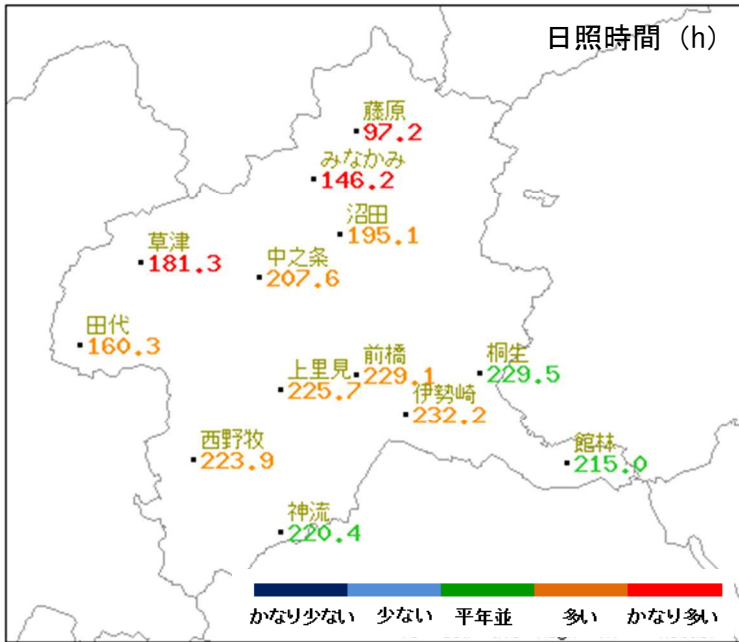 日照時間（h）
藤原
97.2
みなかみ
146.2
沼田
195.1
草津
181.3
中之条
207.6
田代
160.3
上里見
225.7
前橋
229.1
桐生
229.5
伊勢崎
232.2
西野牧
223.9
館林
215.0
神流
220.4
かなり少ない 少ない 平年並 多い かなり多い